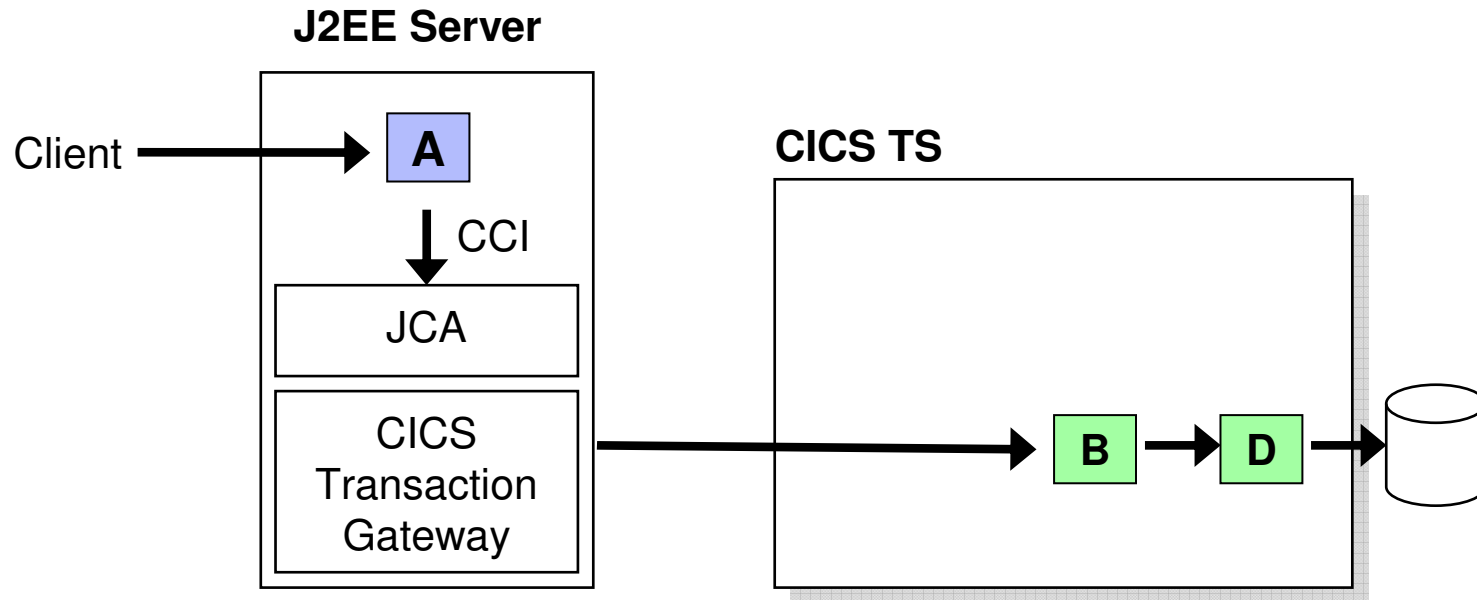 J2EE Server
Client
A
CCI
JCA
CICS
Transaction
Gateway
CICS TS
B
D